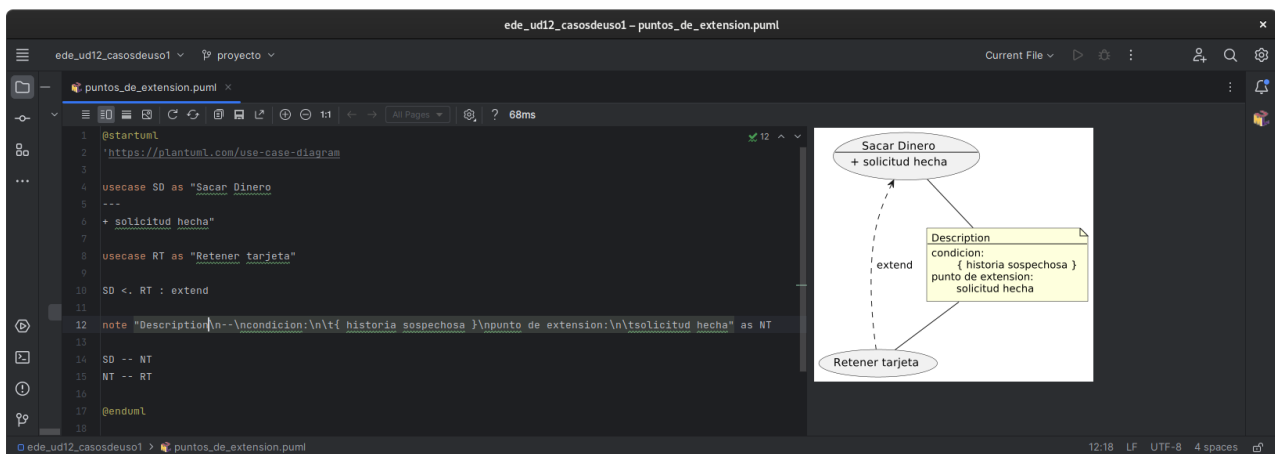 ede_ud12_casosdeuso1 – puntos_de_extension.puml
ede_ud12_casosdeuso1
proyecto
Current File
puntos_de_extension.puml
1:1
All Pages
?
68ms
1 @startuml
2 'https://plantuml.com/use-case-diagram
3
4 usecase SD as "Sacar Dinero
5 ---
6 + solicitud hecha"
7
8 usecase RT as "Retener tarjeta"
9
10 SD <. RT : extend
11
12 note "Description\n--\ncondicion:\n\t{ historia sospechosa }\npunto de extension:\n\tsolicitud hecha" as NT
13
14 SD -- NT
15 NT -- RT
16
17 @enduml
18
12
Sacar Dinero
+ solicitud hecha
Description
condicion:
{ historia sospechosa }
punto de extension:
solicitud hecha
extend
Retener tarjeta
ede_ud12_casosdeuso1 > puntos_de_extension.puml
12:18 LF UTF-8 4 spaces